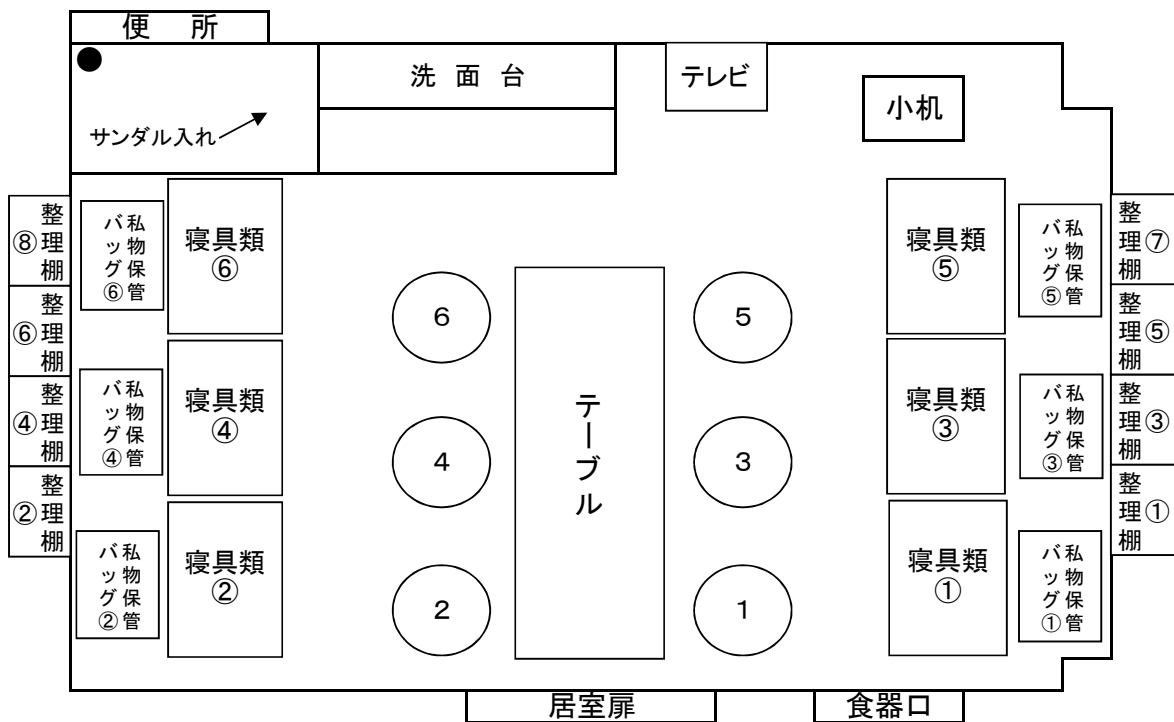 便 所
洗 面 台
テレビ
小机
サンダル入れ
整理棚⑧
私物保管バッグ⑥
寝具類
⑥
寝具類
⑤
私物保管バッグ⑤
整理棚⑦
整理棚⑥
6
5
整理棚⑤
整理棚④
私物保管バッグ④
寝具類
④
4
テーブル
3
寝具類
③
私物保管バッグ③
整理棚③
整理棚②
私物保管バッグ②
寝具類
②
2
1
寝具類
①
私物保管バッグ①
整理棚①
居室扉
食器口